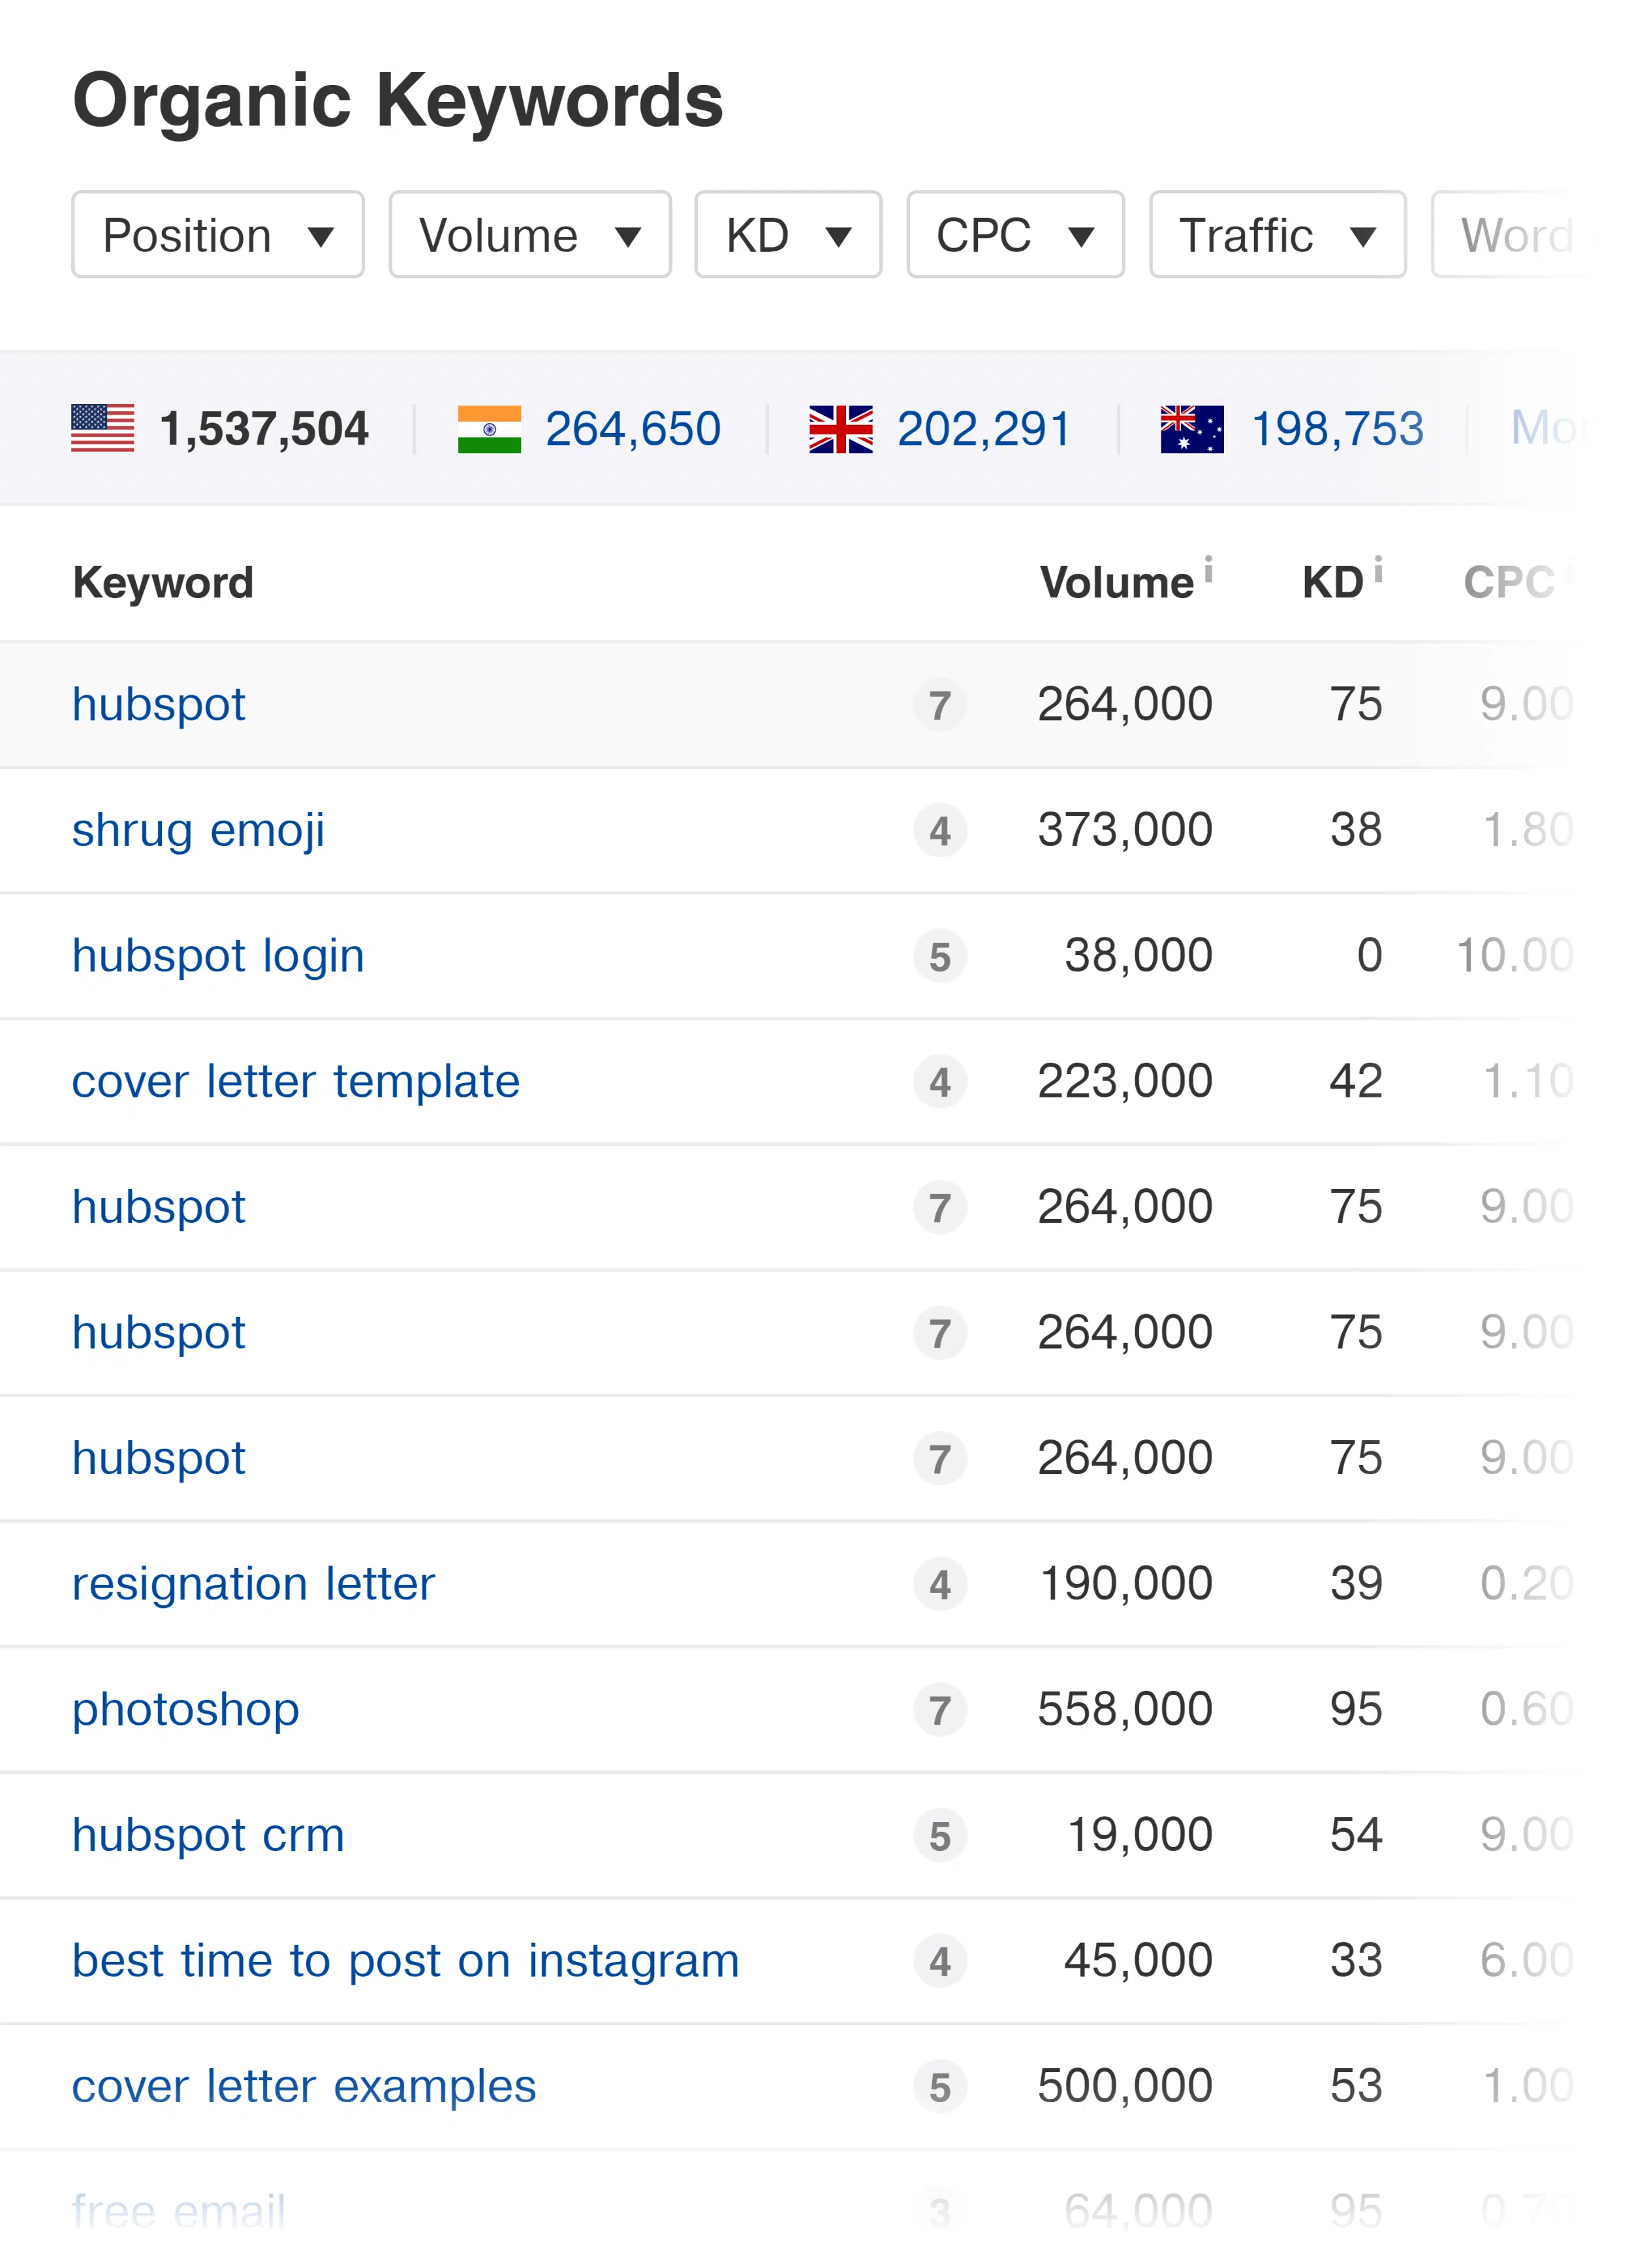 Organic Keywords
Position ▼ Volume ▼ KD ▼ CPC ▼ Traffic ▼ Word
1,537,504 264,650 202,291 198,753
Keyword Volume i KD i CPC i
hubspot 7 264,000 75 9.00
shrug emoji 4 373,000 38 1.80
hubspot login 5 38,000 0 10.00
cover letter template 4 223,000 42 1.10
hubspot 7 264,000 75 9.00
hubspot 7 264,000 75 9.00
hubspot 7 264,000 75 9.00
resignation letter 4 190,000 39 0.20
photoshop 7 558,000 95 0.60
hubspot crm 5 19,000 54 9.00
best time to post on instagram 4 45,000 33 6.00
cover letter examples 5 500,000 53 1.00
free email 3 64,000 95 0.70